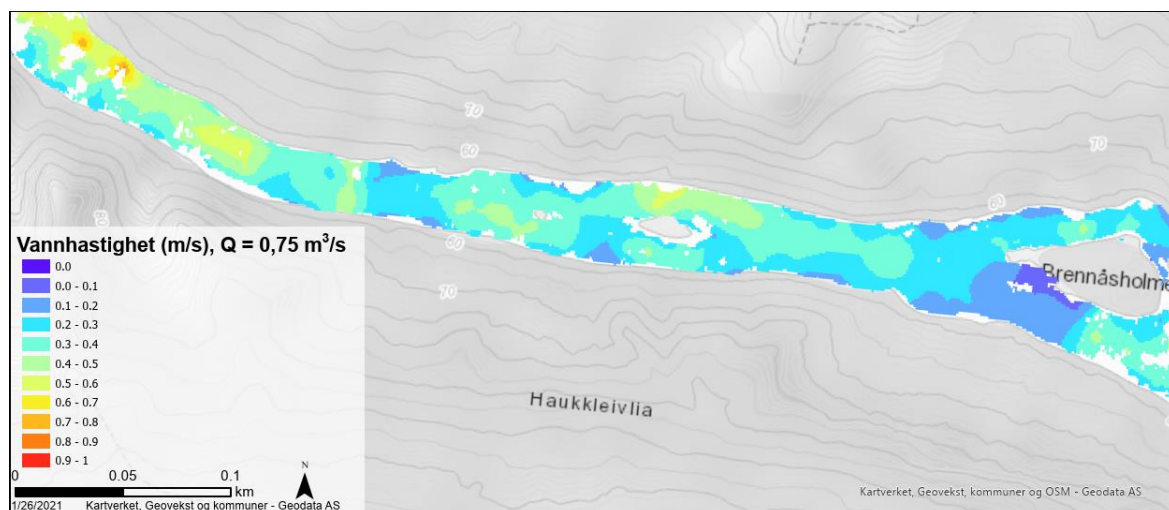 70
60
70
60
80
60
70
Brennåsholme
Haukkleivlia
Vannhastighet (m/s), Q = 0,75 m³/s
0.0
0.0 - 0.1
0.1 - 0.2
0.2 - 0.3
0.3 - 0.4
0.4 - 0.5
0.5 - 0.6
0.6 - 0.7
0.7 - 0.8
0.8 - 0.9
0.9 - 1
0 0.05 0.1
km
N
1/26/2021 Kartverket, Geovekst og kommuner - Geodata AS
Kartverket, Geovekst, kommuner og OSM - Geodata AS